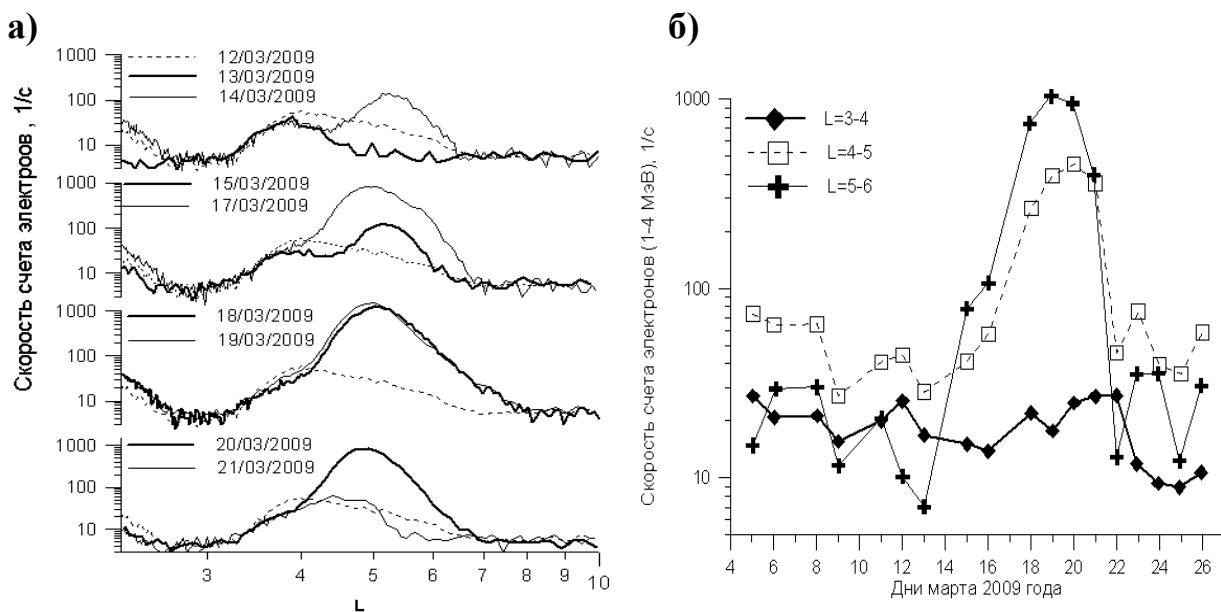 а)
Скорость счета электроов , 1/с
1000
100
10
12/03/2009
13/03/2009
14/03/2009
1000
100
10
15/03/2009
17/03/2009
1000
100
10
18/03/2009
19/03/2009
1000
100
10
20/03/2009
21/03/2009
3 4 5 6 7 8 9 10
L
б)
Скорость счета электронов (1-4 МэВ), 1/с
1000
100
10
L=3-4
L=4-5
L=5-6
4 6 8 10 12 14 16 18 20 22 24 26
Дни марта 2009 года